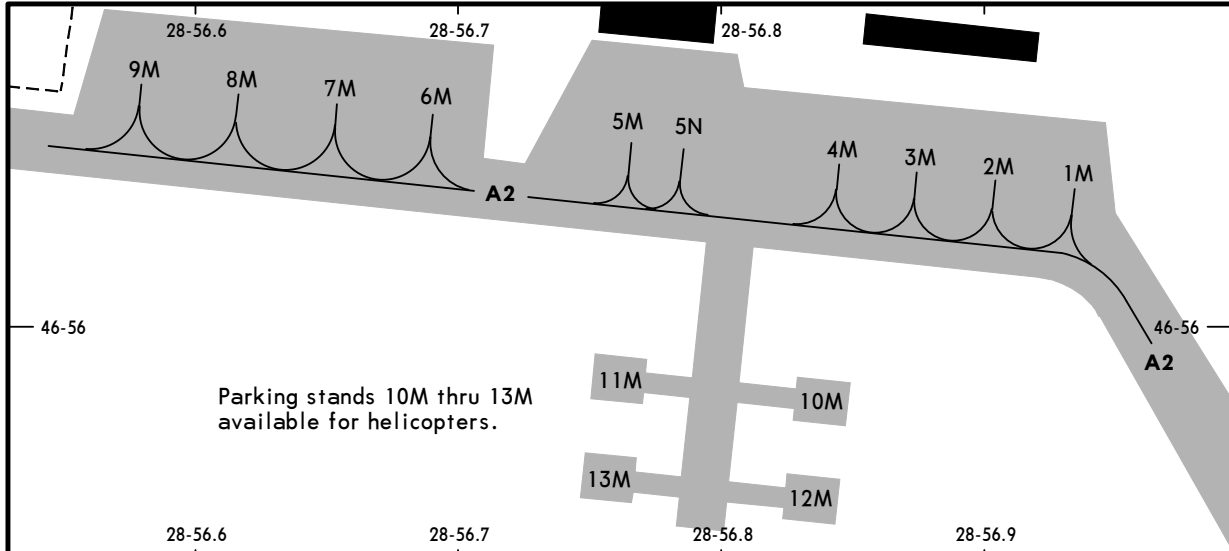 28-56.6 28-56.7 28-56.8
9M 8M 7M 6M
5M 5N
4M 3M 2M 1M
A2
46-56 46-56
A2
11M 10M
Parking stands 10M thru 13M
available for helicopters.
13M 12M
28-56.6 28-56.7 28-56.8 28-56.9